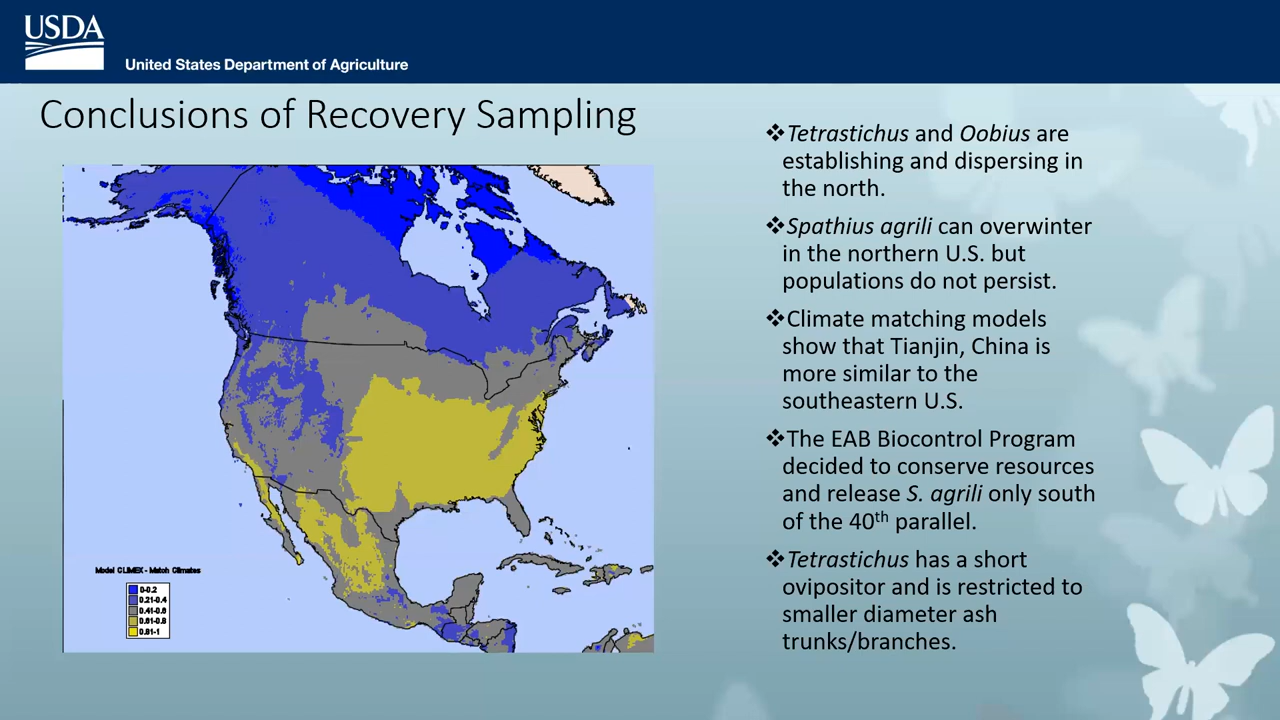 USDA
United States Department of Agriculture
Conclusions of Recovery Sampling
❖Tetrastichus and Oobius are
establishing and dispersing in
the north.
❖Spathius agrili can overwinter
in the northern U.S. but
populations do not persist.
❖Climate matching models
show that Tianjin, China is
more similar to the
southeastern U.S.
❖The EAB Biocontrol Program
decided to conserve resources
and release S. agrili only south
of the 40th parallel.
❖Tetrastichus has a short
ovipositor and is restricted to
smaller diameter ash
trunks/branches.
Model CLIMEX - Match Climates
0-0.2
0.21-0.4
0.41-0.6
0.61-0.8
0.81-1